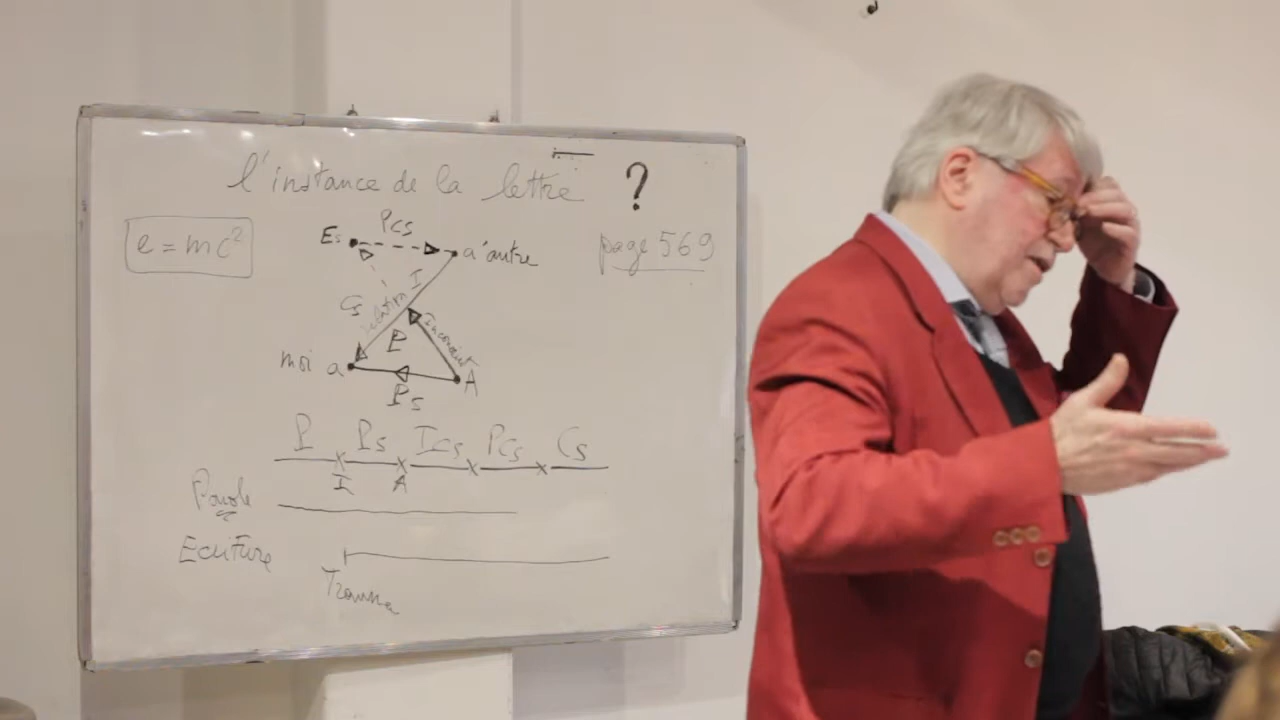 l'instance de la lettre ?
e = mc²
Es Pcs a'autre
page 569
Cs relation I
P Inconscient
moi a A
Ps
P Ps Ics Pcs Cs
I A
Parole
Ecriture
Trauma